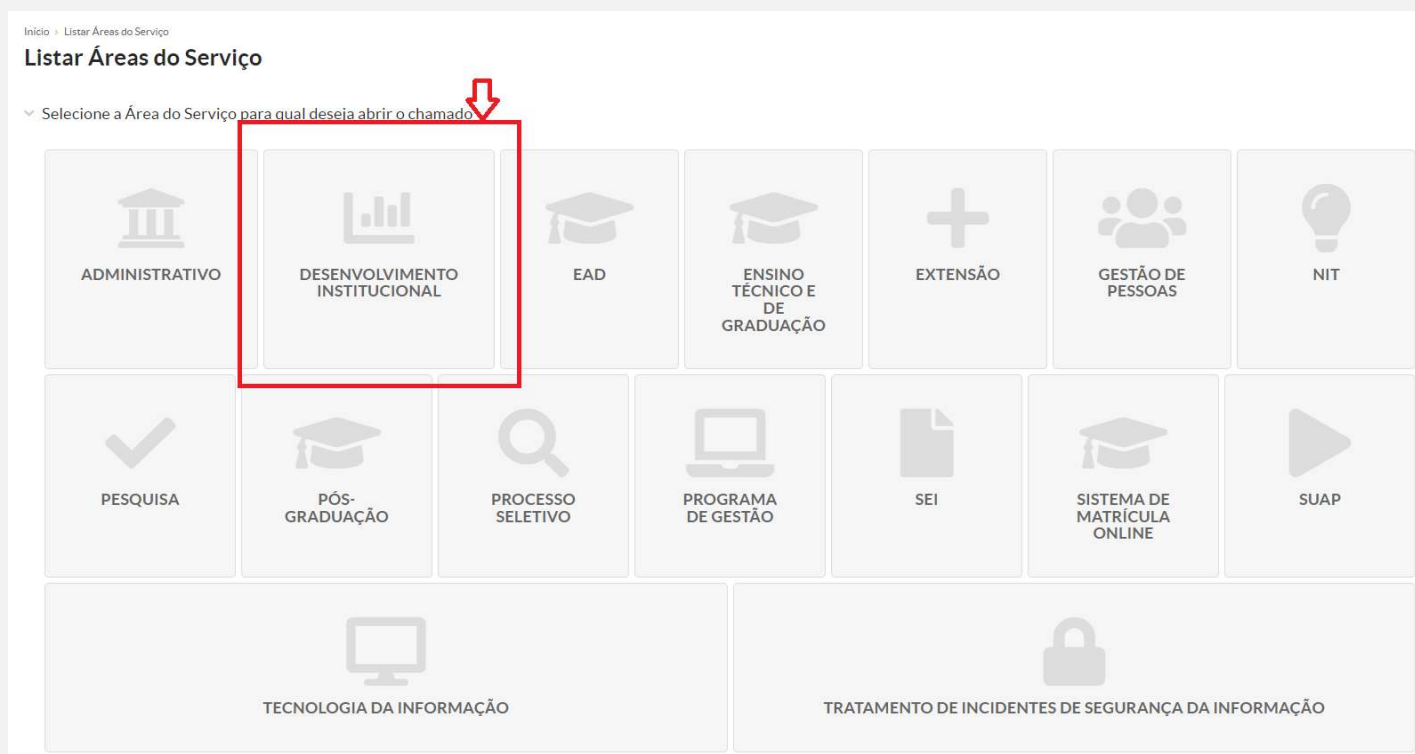 Início > Listar Áreas do Serviço
Listar Áreas do Serviço
Selecione a Área do Serviço para qual deseja abrir o chamado
ADMINISTRATIVO
DESENVOLVIMENTO
INSTITUCIONAL
EAD
ENSINO
TÉCNICO E
DE
GRADUAÇÃO
EXTENSÃO
GESTÃO DE
PESSOAS
NIT
PESQUISA
PÓS-
GRADUAÇÃO
PROCESSO
SELETIVO
PROGRAMA
DE GESTÃO
SEI
SISTEMA DE
MATRÍCULA
ONLINE
SUAP
TECNOLOGIA DA INFORMAÇÃO
TRATAMENTO DE INCIDENTES DE SEGURANÇA DA INFORMAÇÃO